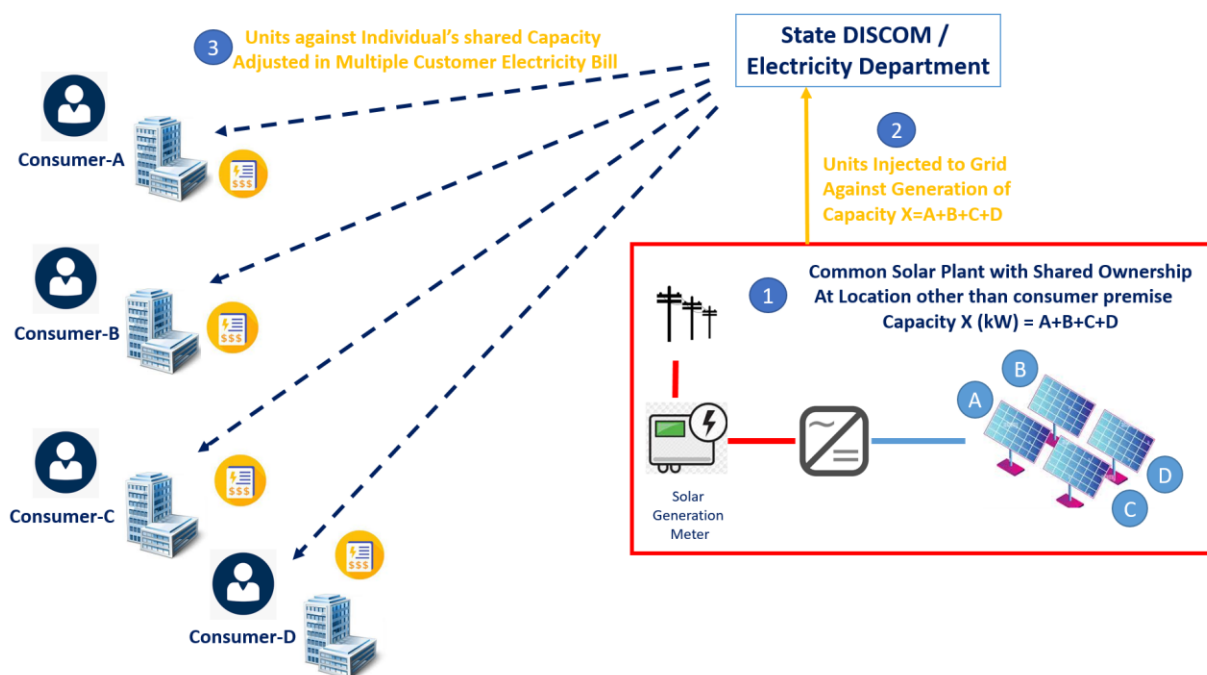 3
Units against Individual's shared Capacity
Adjusted in Multiple Customer Electricity Bill
State DISCOM /
Electricity Department
2
Units Injected to Grid
Against Generation of
Capacity X=A+B+C+D
Consumer-A
$$$
Consumer-B
$$$
Consumer-C
$$$
Consumer-D
$$$
1
Common Solar Plant with Shared Ownership
At Location other than consumer premise
Capacity X (kW) = A+B+C+D
A
B
C
D
Solar
Generation
Meter